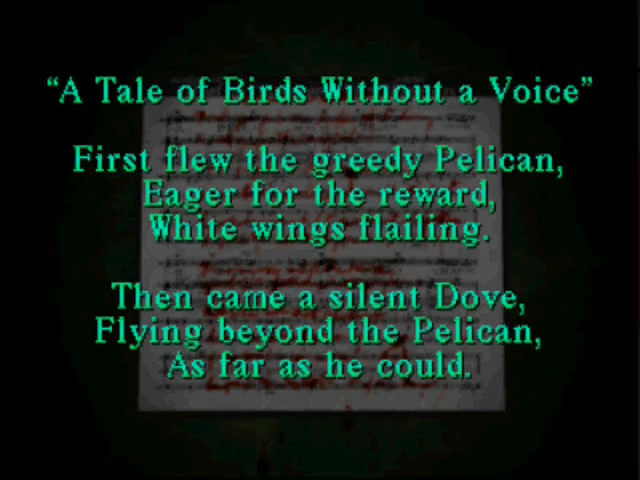 “A Tale of Birds Without a Voice”
First flew the greedy Pelican,
Eager for the reward,
White wings flailing.
Then came a silent Dove,
Flying beyond the Pelican,
As far as he could.